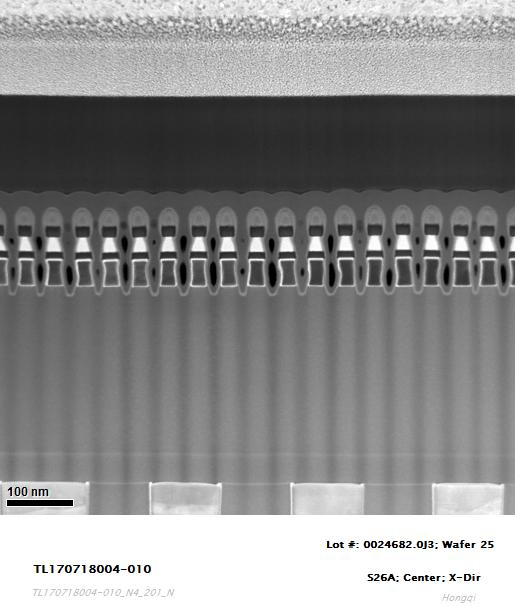 100 nm
Lot #: 0024682.0J3; Wafer 25
TL170718004-010
S26A; Center; X-Dir
TL170718004-010_N4_201_N
Hongqi